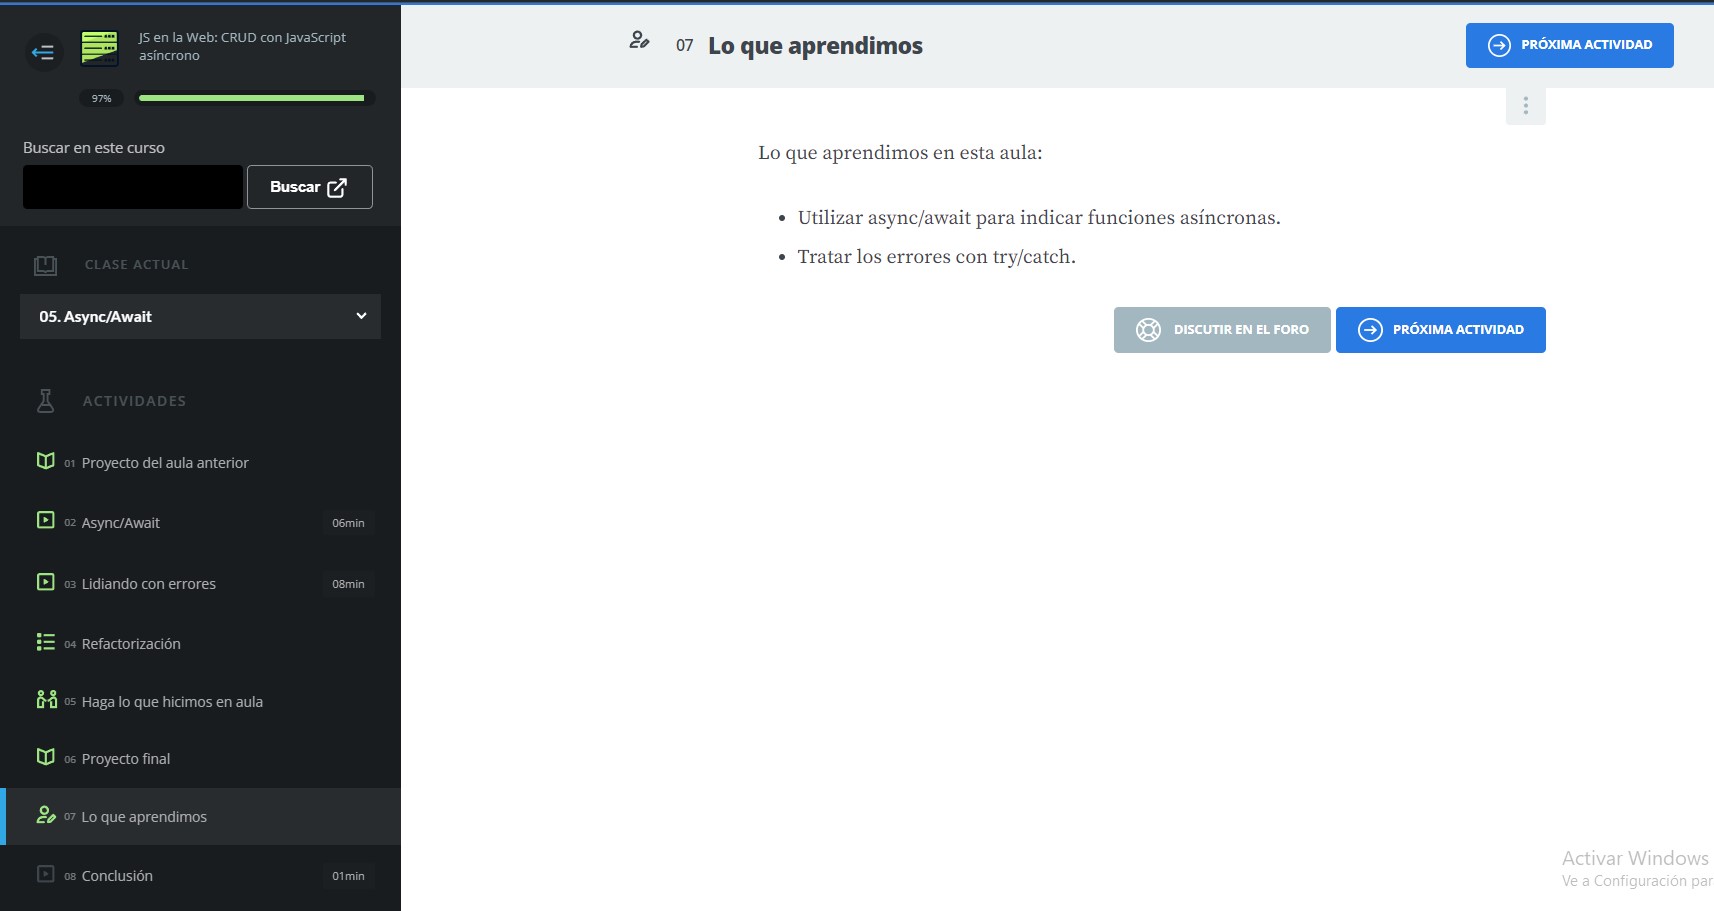 JS en la Web: CRUD con JavaScript
asíncrono
97%
Buscar en este curso
Buscar
CLASE ACTUAL
05. Async/Await
ACTIVIDADES
01 Proyecto del aula anterior
02 Async/Await 06min
03 Lidiando con errores 08min
04 Refactorización
05 Haga lo que hicimos en aula
06 Proyecto final
07 Lo que aprendimos
08 Conclusión 01min
07 Lo que aprendimos
PRÓXIMA ACTIVIDAD
Lo que aprendimos en esta aula:
• Utilizar async/await para indicar funciones asíncronas.
• Tratar los errores con try/catch.
DISCUTIR EN EL FORO
PRÓXIMA ACTIVIDAD
Activar Windows
Ve a Configuración par